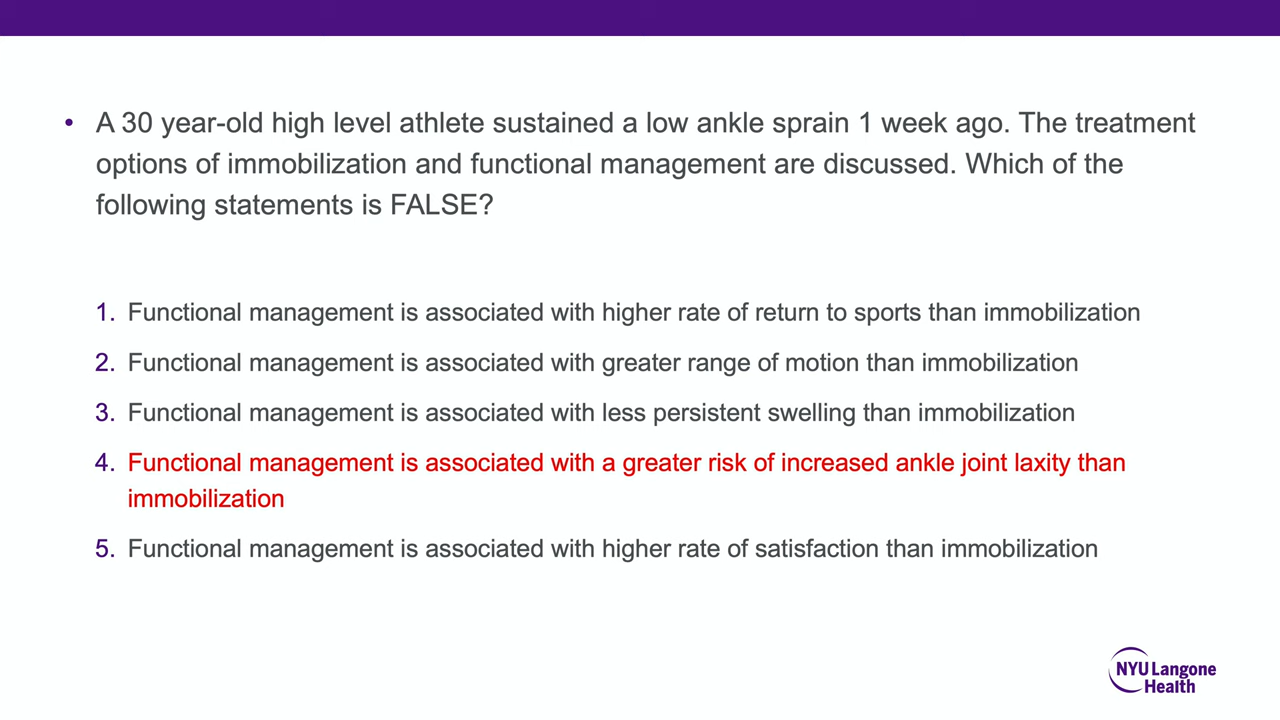 • A 30 year-old high level athlete sustained a low ankle sprain 1 week ago. The treatment
options of immobilization and functional management are discussed. Which of the
following statements is FALSE?
1. Functional management is associated with higher rate of return to sports than immobilization
2. Functional management is associated with greater range of motion than immobilization
3. Functional management is associated with less persistent swelling than immobilization
4. Functional management is associated with a greater risk of increased ankle joint laxity than
immobilization
5. Functional management is associated with higher rate of satisfaction than immobilization
NYU Langone
Health